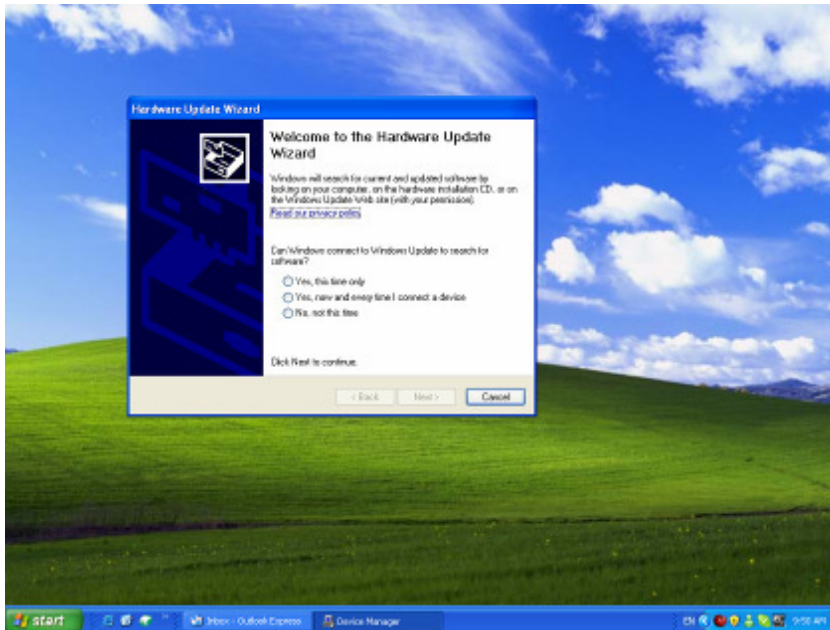 Hardware Update Wizard
Welcome to the Hardware Update
Wizard
Windows will search for current and updated software by
looking on your computer, on the hardware installation CD, or on
the Windows Update Web site (with your permission).
Read our privacy policy
Can Windows connect to Windows Update to search for
software?
Yes, this time only
Yes, now and every time I connect a device
No, not this time
Click Next to continue.
< Back
Next >
Cancel
start
Inbox - Outlook Express
Device Manager
EN
9:50 AM